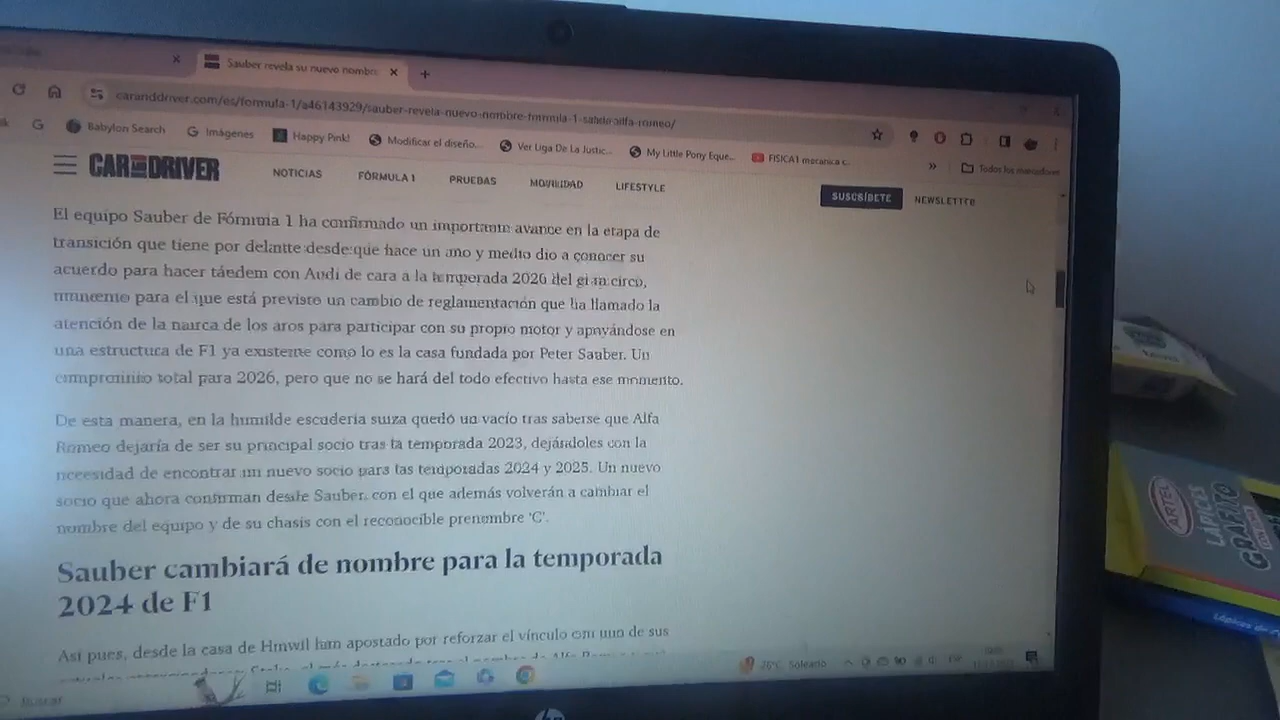 Sauber revela su nuevo nombr
caranddriver.com/es/formula-1/a46143929/sauber-revela-nuevo-nombre-formula-1-salida-alfa-romeo/
G
Babylon Search
G Imágenes
Happy Pink!
Modificar el diseño...
Ver Liga De La Justic...
My Little Pony Eque...
FISICA1 mecanica c...
Todos los marcadores
CAR AND DRIVER
NOTICIAS
FÓRMULA 1
PRUEBAS
MOVILIDAD
LIFESTYLE
SUSCRÍBETE
NEWSLETTER
El equipo Sauber de Fórmula 1 ha confirmado un importante avance en la etapa de
transición que tiene por delante desde que hace un año y medio dio a conocer su
acuerdo para hacer tándem con Audi de cara a la temporada 2026 del gran circo,
momento para el que está previsto un cambio de reglamentación que ha llamado la
atención de la marca de los aros para participar con su propio motor y apoyándose en
una estructura de F1 ya existente como lo es la casa fundada por Peter Sauber. Un
compromiso total para 2026, pero que no se hará del todo efectivo hasta ese momento.
De esta manera, en la humilde escudería suiza quedó un vacío tras saberse que Alfa
Romeo dejaría de ser su principal socio tras la temporada 2023, dejándoles con la
necesidad de encontrar un nuevo socio para las temporadas 2024 y 2025. Un nuevo
socio que ahora confirman desde Sauber, con el que además volverán a cambiar el
nombre del equipo y de su chasis con el reconocible prenombre 'C'.
Sauber cambiará de nombre para la temporada
2024 de F1
Así pues, desde la casa de Hinwil han apostado por reforzar el vínculo con uno de sus
Buscar
26°C Soleado
ESP
hp
ARTEL
LÁPICES
GRAFITO